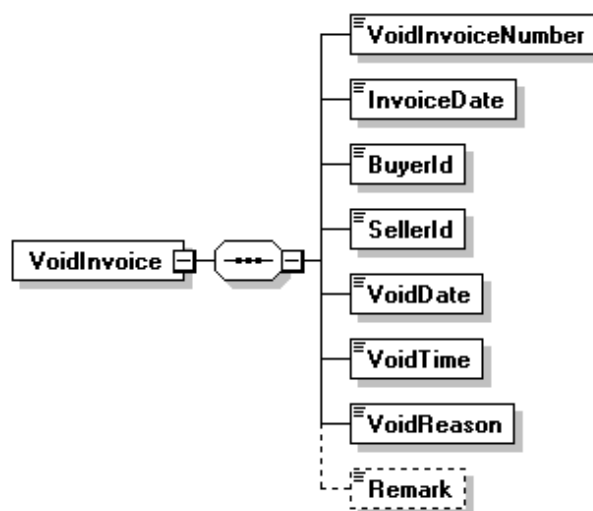 VoidInvoiceNumber
InvoiceDate
BuyerId
SellerId
VoidInvoice
VoidDate
VoidTime
VoidReason
Remark